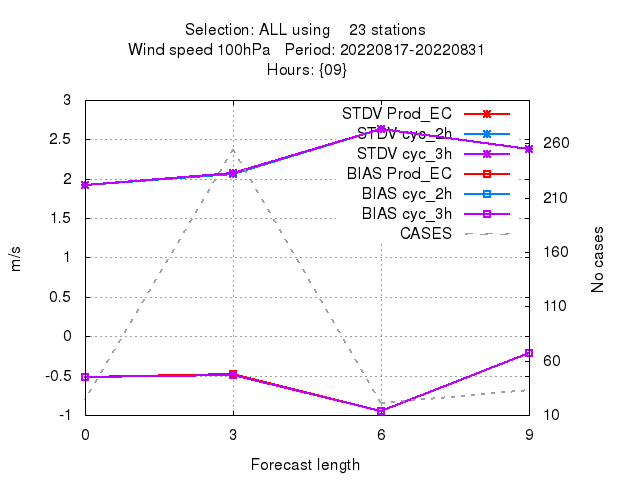 Selection: ALL using    23 stations
Wind speed 100hPa   Period: 20220817-20220831
Hours: {09}
STDV Prod_EC
STDV cyc_2h
STDV cyc_3h
BIAS Prod_EC
BIAS cyc_2h
BIAS cyc_3h
CASES
3
2.5
2
1.5
1
0.5
0
-0.5
-1
m/s
260
210
160
110
60
10
No cases
0 3 6 9
Forecast length